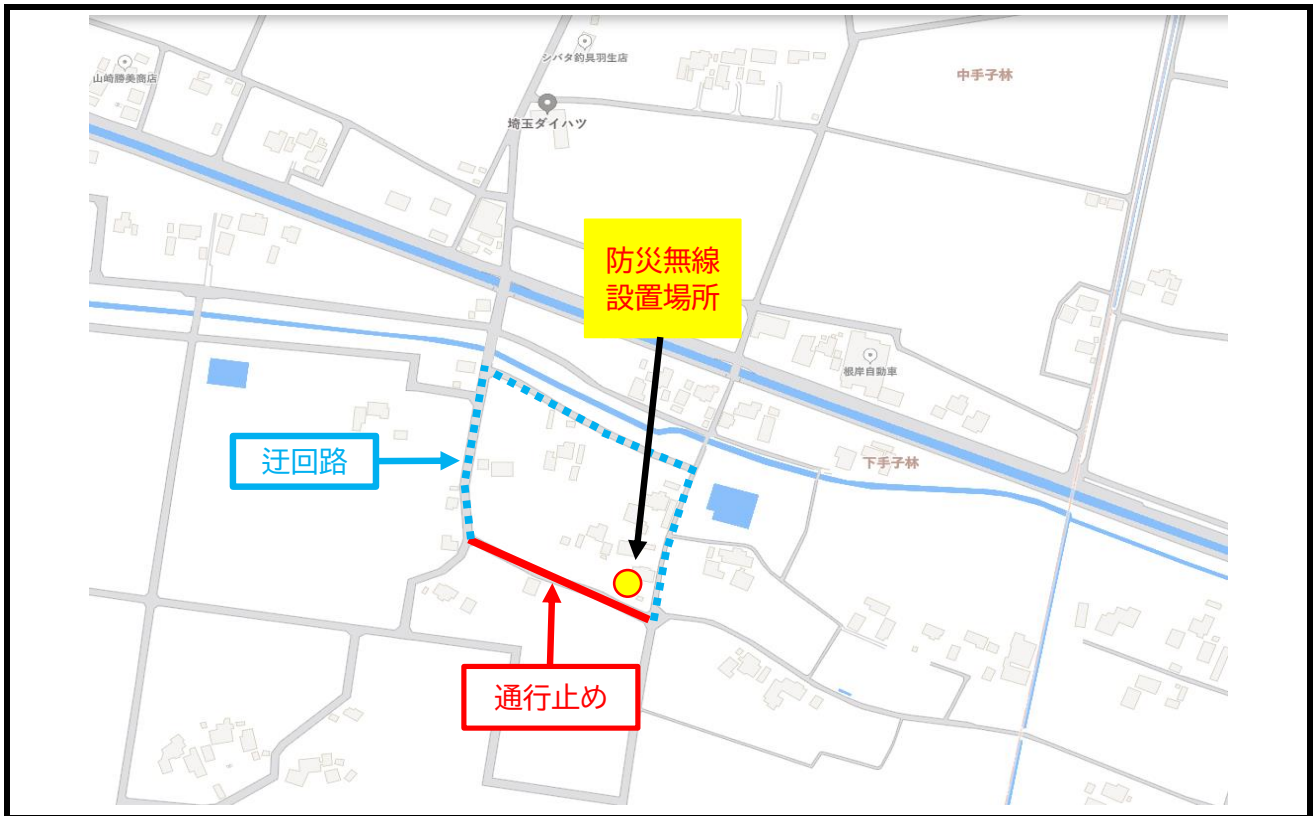 シバタ釣具羽生店
山崎勝美商店
中手子林
埼玉ダイハツ
防災無線
設置場所
根岸自動車
迂回路
下手子林
通行止め